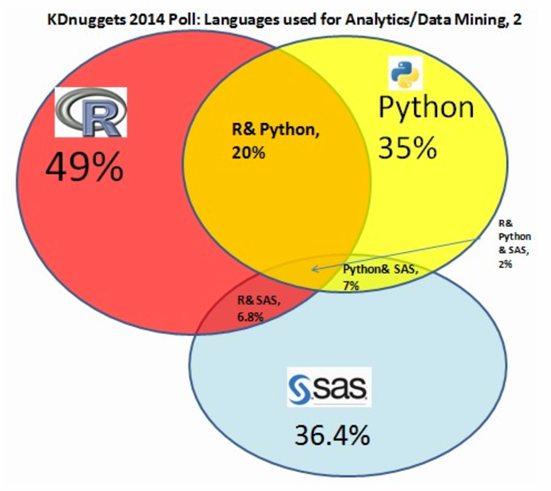 KDnuggets 2014 Poll: Languages used for Analytics/Data Mining, 2
R
49%
R& Python,
20%
Python
35%
R&
Python
& SAS,
2%
Python& SAS,
7%
R& SAS,
6.8%
sas
36.4%